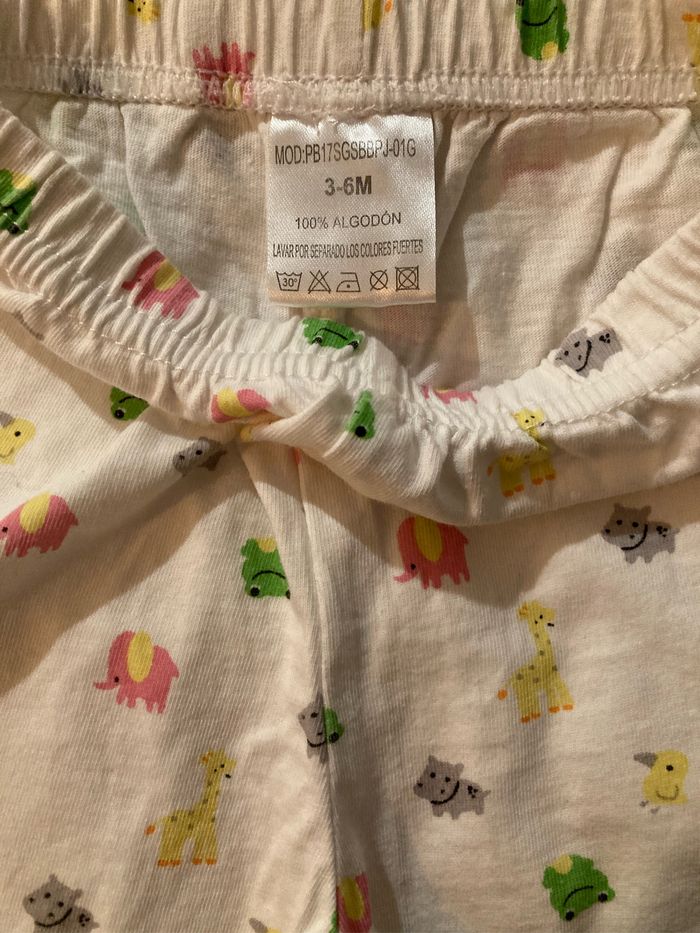 MOD:PB17SGSBBPJ-01G
3-6M
100% ALGODÓN
LAVAR POR SEPARADO LOS COLORES FUERTES
30°